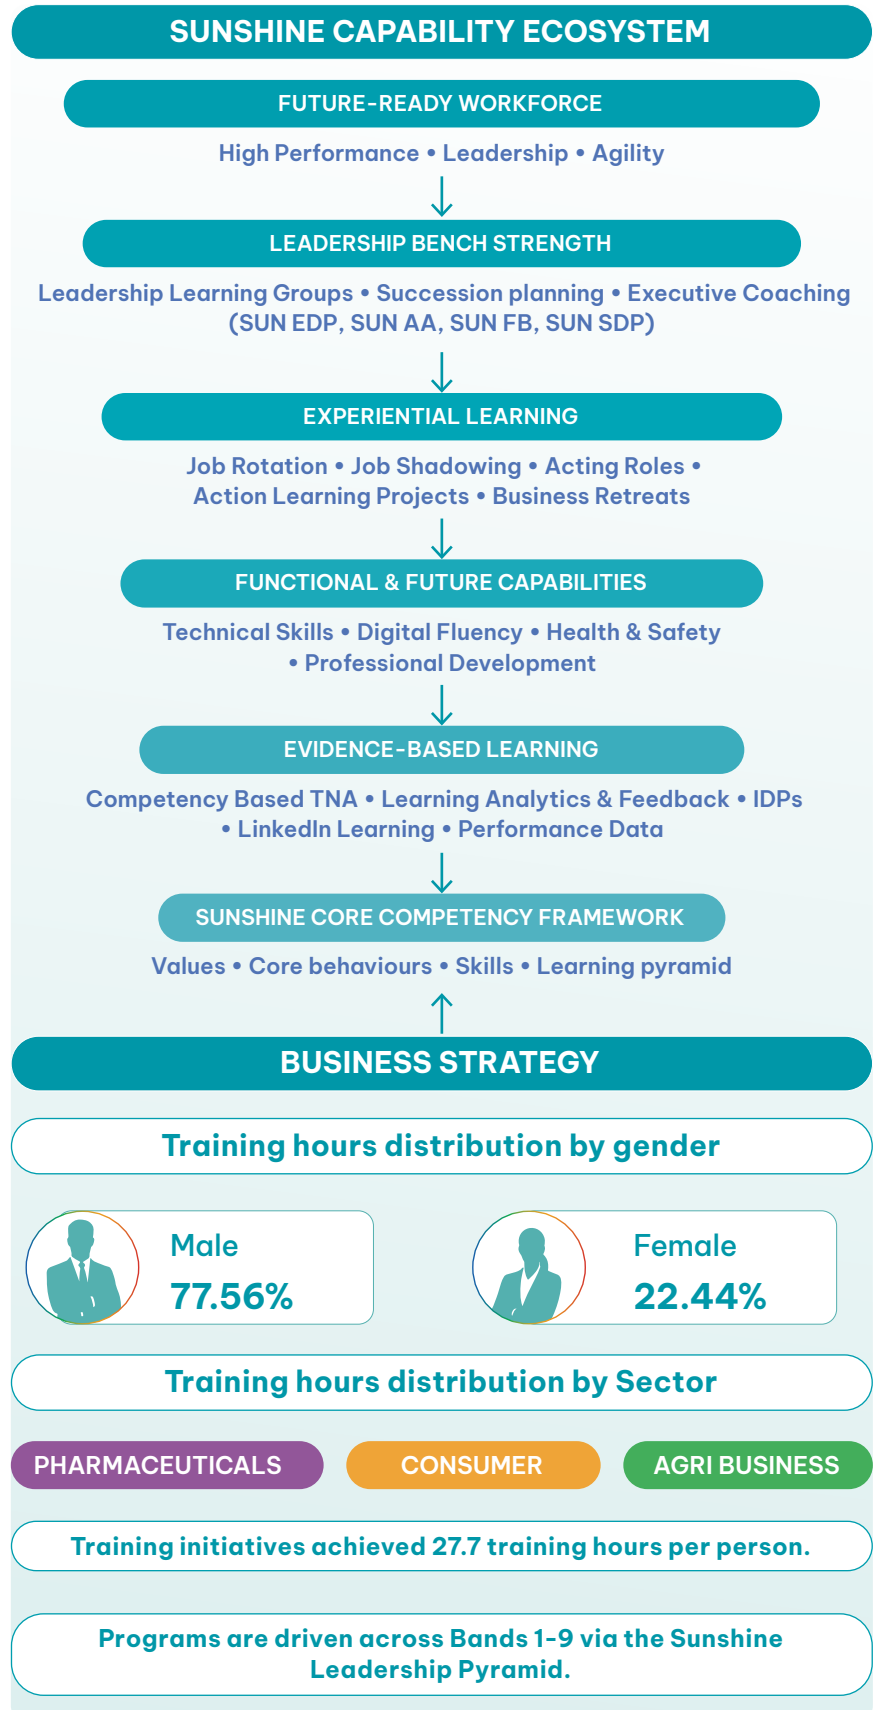 SUNSHINE CAPABILITY ECOSYSTEM
FUTURE-READY WORKFORCE
High Performance • Leadership • Agility
LEADERSHIP BENCH STRENGTH
Leadership Learning Groups • Succession planning • Executive Coaching
(SUN EDP, SUN AA, SUN FB, SUN SDP)
EXPERIENTIAL LEARNING
Job Rotation • Job Shadowing • Acting Roles •
Action Learning Projects • Business Retreats
FUNCTIONAL & FUTURE CAPABILITIES
Technical Skills • Digital Fluency • Health & Safety
• Professional Development
EVIDENCE-BASED LEARNING
Competency Based TNA • Learning Analytics & Feedback • IDPs
• LinkedIn Learning • Performance Data
SUNSHINE CORE COMPETENCY FRAMEWORK
Values • Core behaviours • Skills • Learning pyramid
BUSINESS STRATEGY
Training hours distribution by gender
Male
77.56%
Female
22.44%
Training hours distribution by Sector
PHARMACEUTICALS
CONSUMER
AGRI BUSINESS
Training initiatives achieved 27.7 training hours per person.
Programs are driven across Bands 1-9 via the Sunshine
Leadership Pyramid.